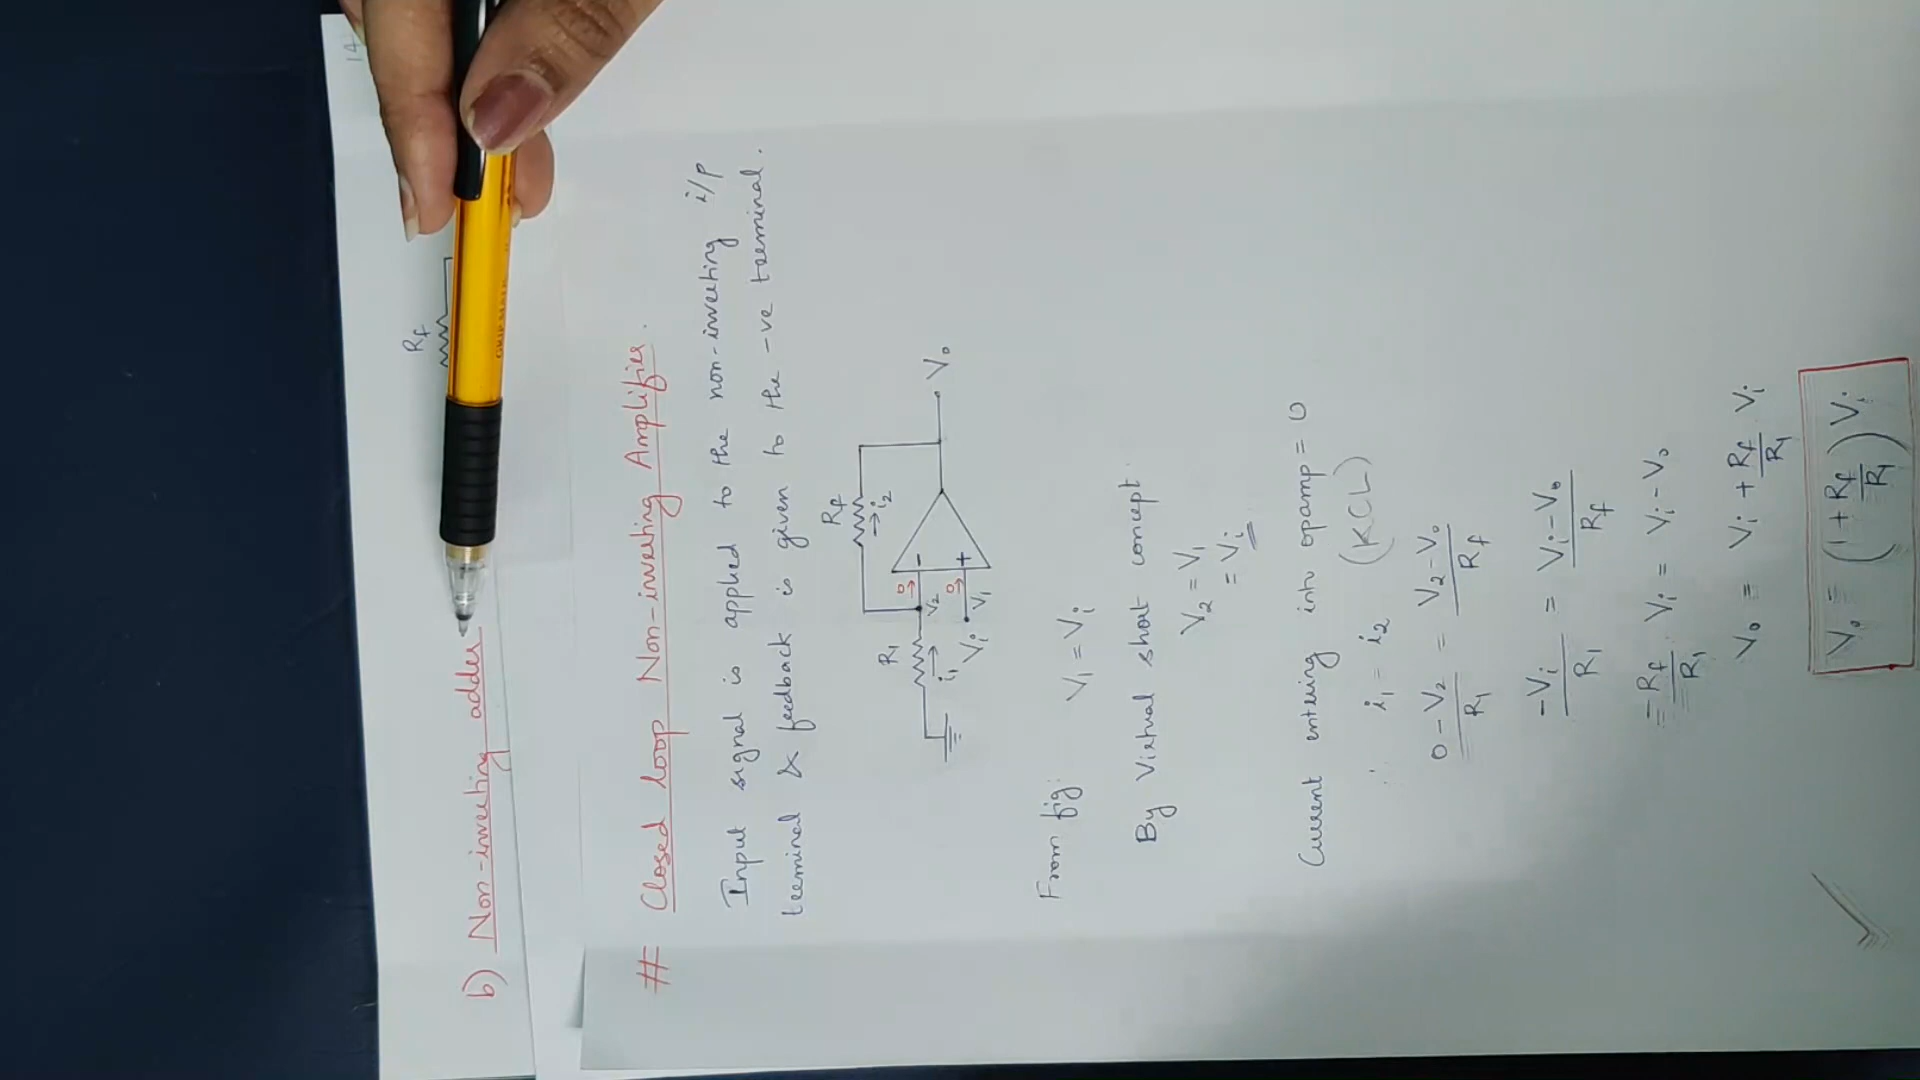 14
b) Non-inverting adder
Rf
# Closed loop Non-inverting Amplifier.
Input signal is applied to the non-inverting i/p
terminal & feedback is given to the -ve terminal.
Rf
→ i2
R1
→ i1
0 →
V2
-
0 →
V1
+
Vi
Vo
From fig: V1 = Vi
By Virtual short concept.
V2 = V1
= Vi
Current entering into opamp = 0
∴ i1 = i2 (KCL)
0 - V2 / R1 = V2 - Vo / Rf
-Vi / R1 = Vi - Vo / Rf
-Rf / R1 Vi = Vi - Vo
Vo = Vi + Rf / R1 Vi
Vo = (1 + Rf / R1) Vi